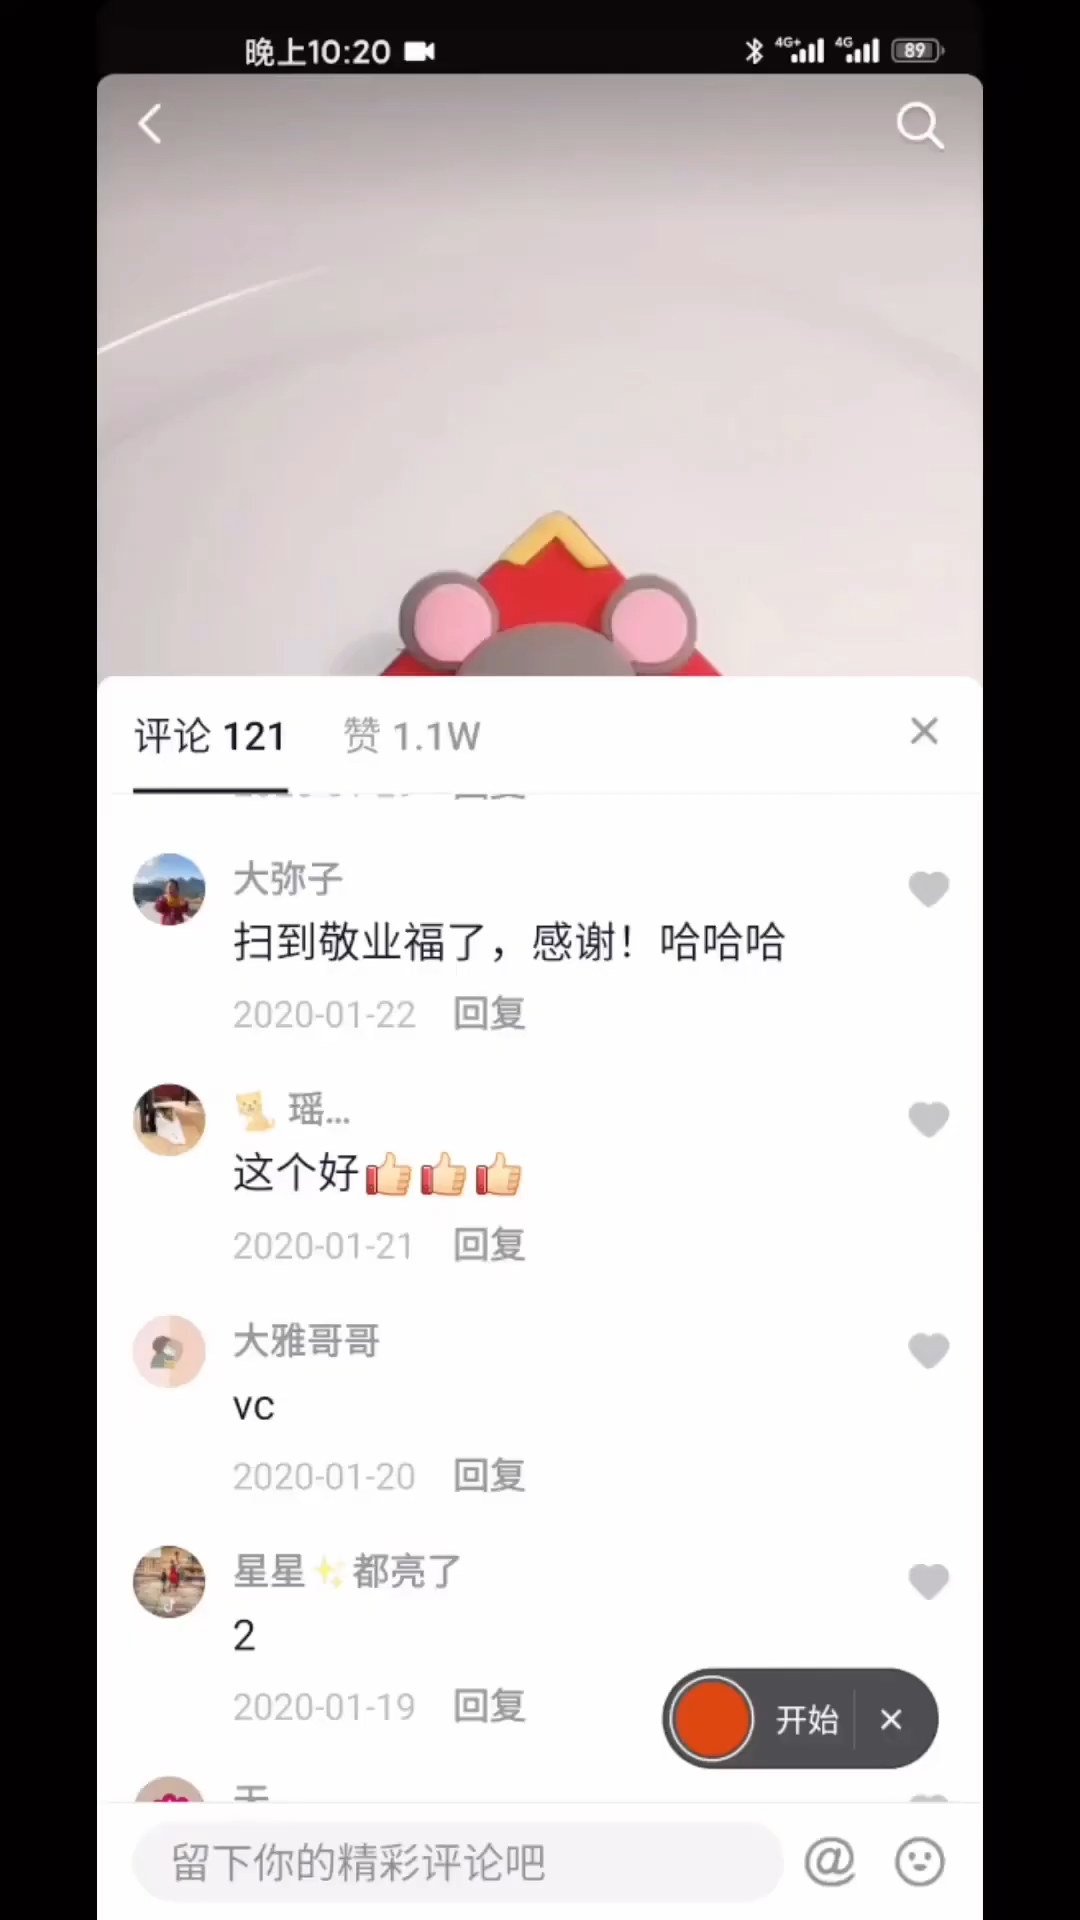 晚上10:20
4G+ 4G 89
评论 121 赞 1.1W
大弥子
扫到敬业福了，感谢！哈哈哈
2020-01-22 回复
瑶...
这个好👍👍👍
2020-01-21 回复
大雅哥哥
vc
2020-01-20 回复
星星✨都亮了
2
2020-01-19 回复
开始
留下你的精彩评论吧
@